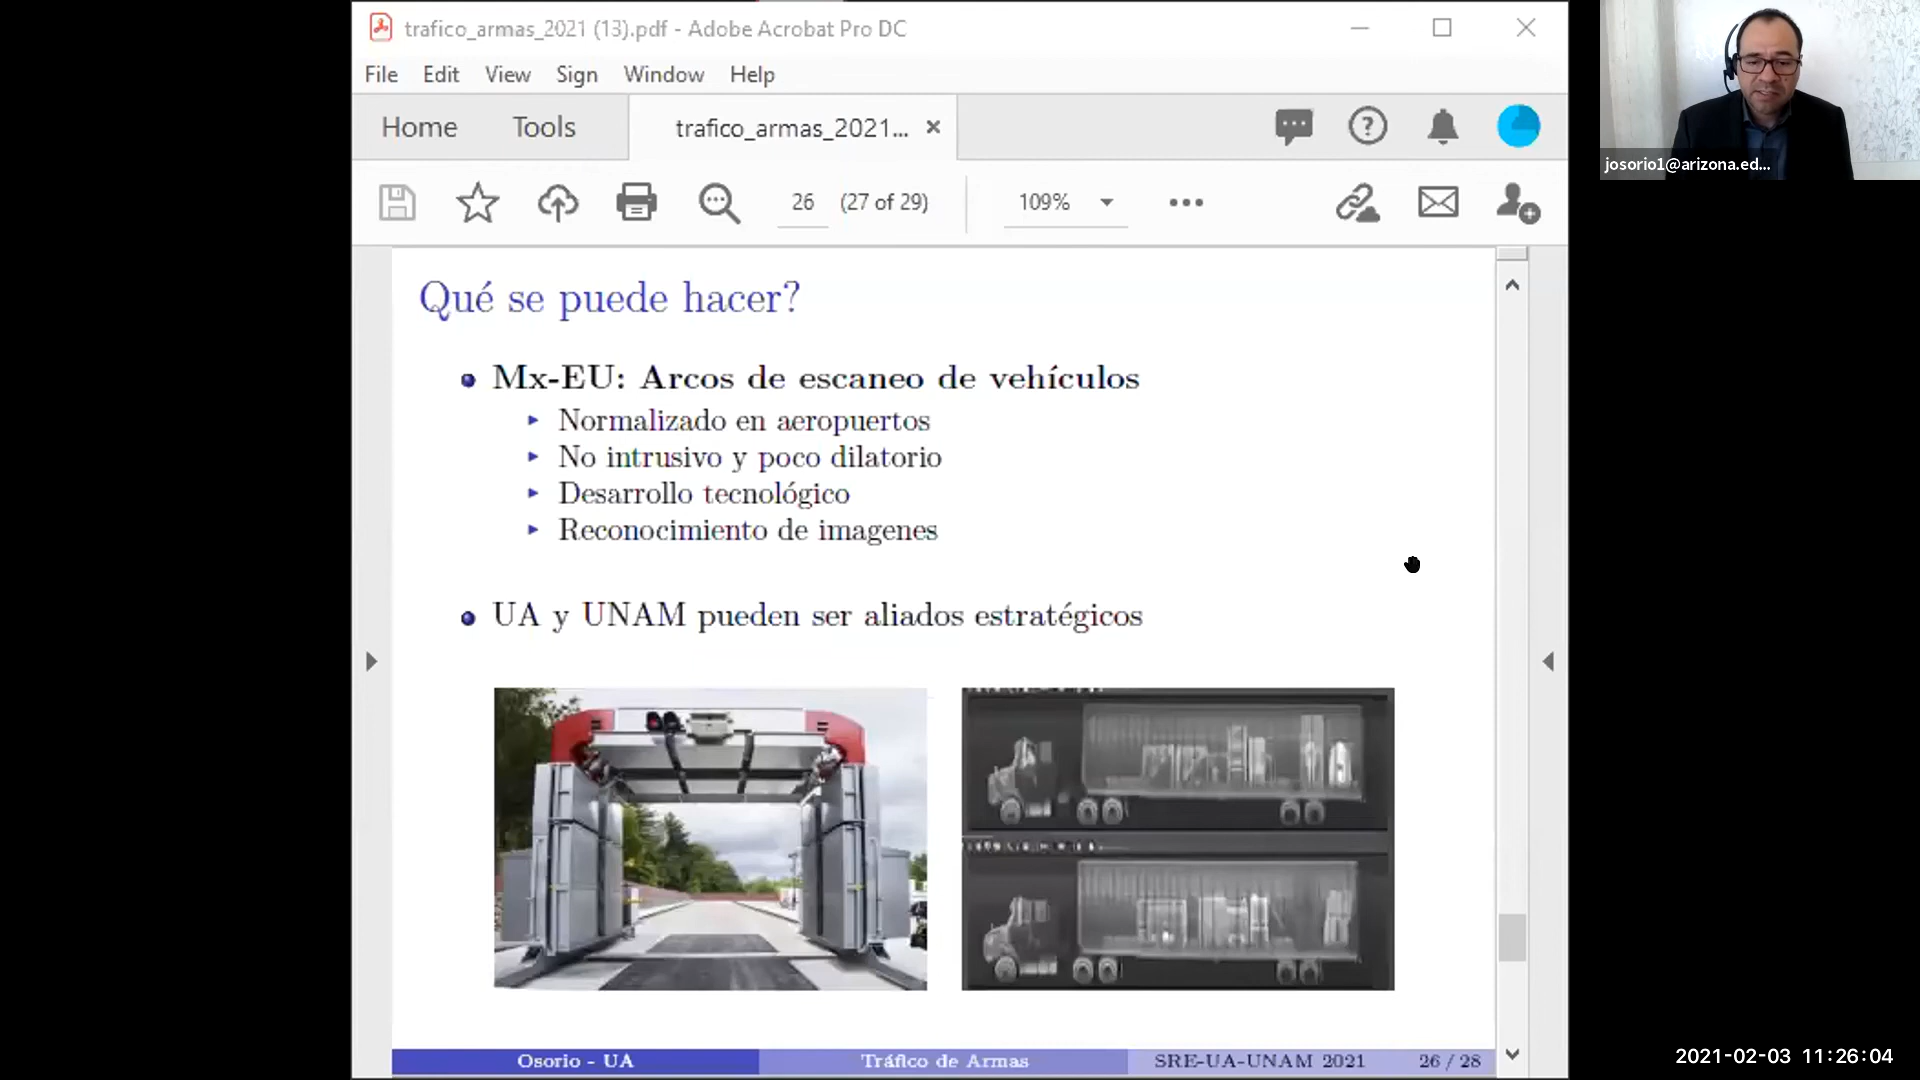 trafico_armas_2021 (13).pdf - Adobe Acrobat Pro DC
File Edit View Sign Window Help
Home Tools trafico_armas_2021... ×
26 (27 of 29) 109%
Qué se puede hacer?
Mx-EU: Arcos de escaneo de vehículos
Normalizado en aeropuertos
No intrusivo y poco dilatorio
Desarrollo tecnológico
Reconocimiento de imagenes
UA y UNAM pueden ser aliados estratégicos
Osorio - UA Tráfico de Armas SRE-UA-UNAM 2021 26 / 28
josorio1@arizona.ed...
2021-02-03 11:26:04